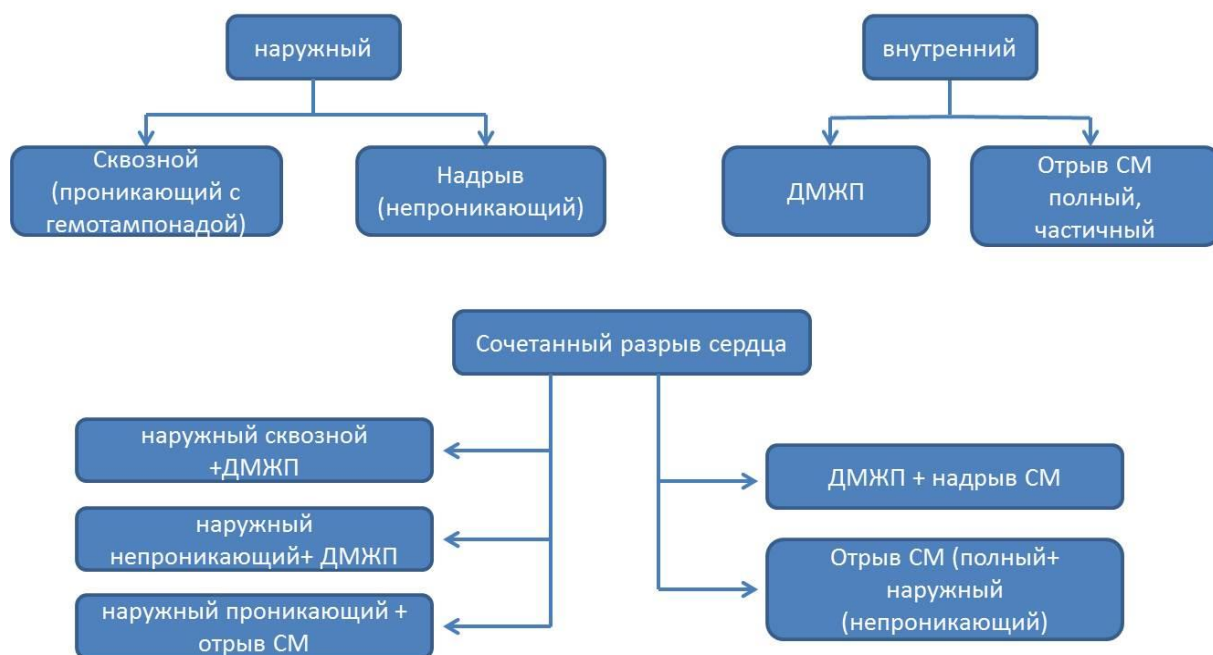 наружный
внутренний
Сквозной
(проникающий с
гемотампонадой)
Надрыв
(непроникающий)
ДМЖП
Отрыв СМ
полный,
частичный
Сочетанный разрыв сердца
наружный сквозной
+ДМЖП
наружный
непроникающий+ ДМЖП
наружный проникающий +
отрыв СМ
ДМЖП + надрыв СМ
Отрыв СМ (полный+
наружный
(непроникающий)